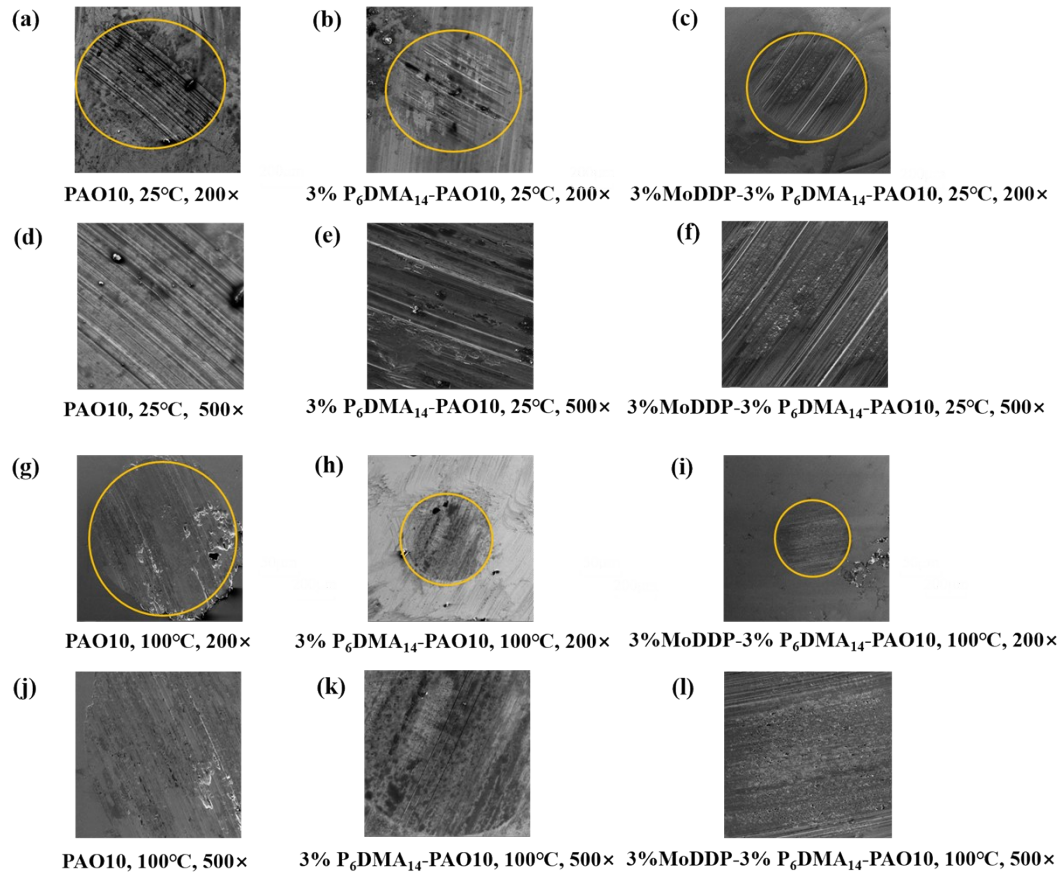 (a) (b) (c)
PAO10, 25℃, 200× 3% P₆DMA₁₄-PAO10, 25℃, 200× 3%MoDDP-3% P₆DMA₁₄-PAO10, 25℃, 200×
(d) (e) (f)
PAO10, 25℃, 500× 3% P₆DMA₁₄-PAO10, 25℃, 500× 3%MoDDP-3% P₆DMA₁₄-PAO10, 25℃, 500×
(g) (h) (i)
PAO10, 100℃, 200× 3% P₆DMA₁₄-PAO10, 100℃, 200× 3%MoDDP-3% P₆DMA₁₄-PAO10, 100℃, 200×
(j) (k) (l)
PAO10, 100℃, 500× 3% P₆DMA₁₄-PAO10, 100℃, 500× 3%MoDDP-3% P₆DMA₁₄-PAO10, 100℃, 500×